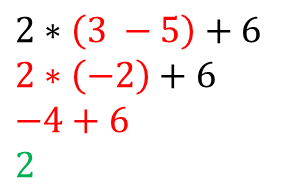 2 * (3 − 5) + 6
2 * (−2) + 6
−4 + 6
2